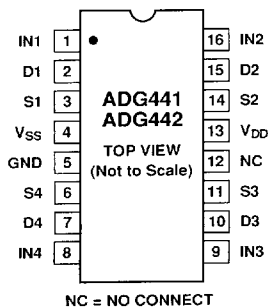 IN1 1 16 IN2
D1 2 15 D2
S1 3 ADG441 14 S2
VSS 4 ADG442 13 VDD
GND 5 TOP VIEW 12 NC
S4 6 (Not to Scale) 11 S3
D4 7 10 D3
IN4 8 9 IN3
NC = NO CONNECT